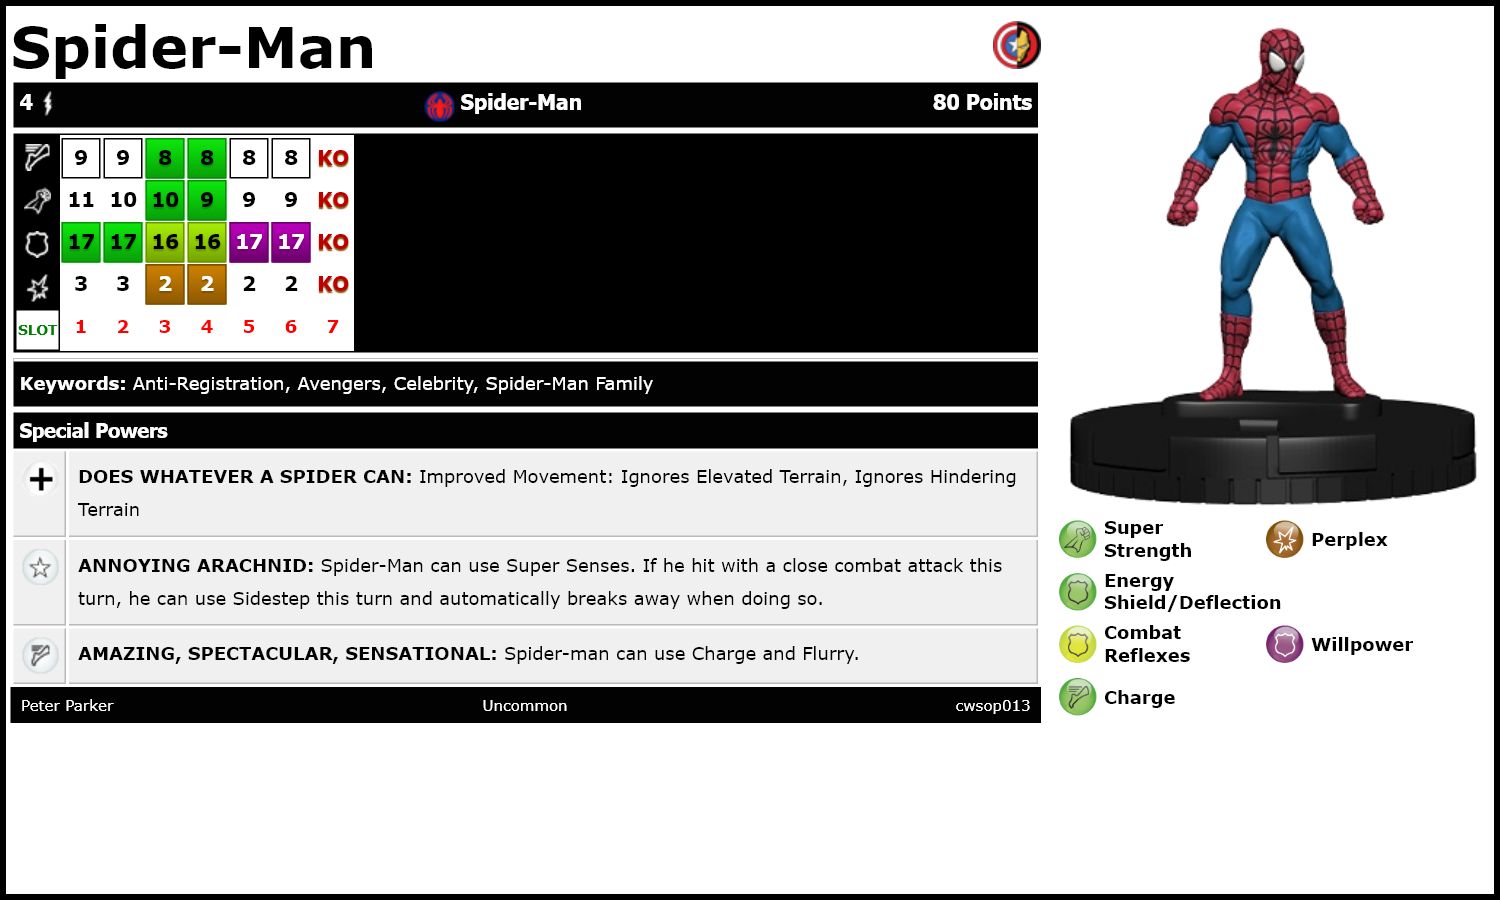 Spider-Man
4 Spider-Man 80 Points
9 9 8 8 8 8 KO
11 10 10 9 9 9 KO
17 17 16 16 17 17 KO
3 3 2 2 2 2 KO
SLOT 1 2 3 4 5 6 7
Keywords: Anti-Registration, Avengers, Celebrity, Spider-Man Family
Special Powers
DOES WHATEVER A SPIDER CAN: Improved Movement: Ignores Elevated Terrain, Ignores Hindering
Terrain
ANNOYING ARACHNID: Spider-Man can use Super Senses. If he hit with a close combat attack this
turn, he can use Sidestep this turn and automatically breaks away when doing so.
AMAZING, SPECTACULAR, SENSATIONAL: Spider-man can use Charge and Flurry.
Peter Parker Uncommon cwsop013
Super
Strength
Perplex
Energy
Shield/Deflection
Combat
Reflexes
Willpower
Charge